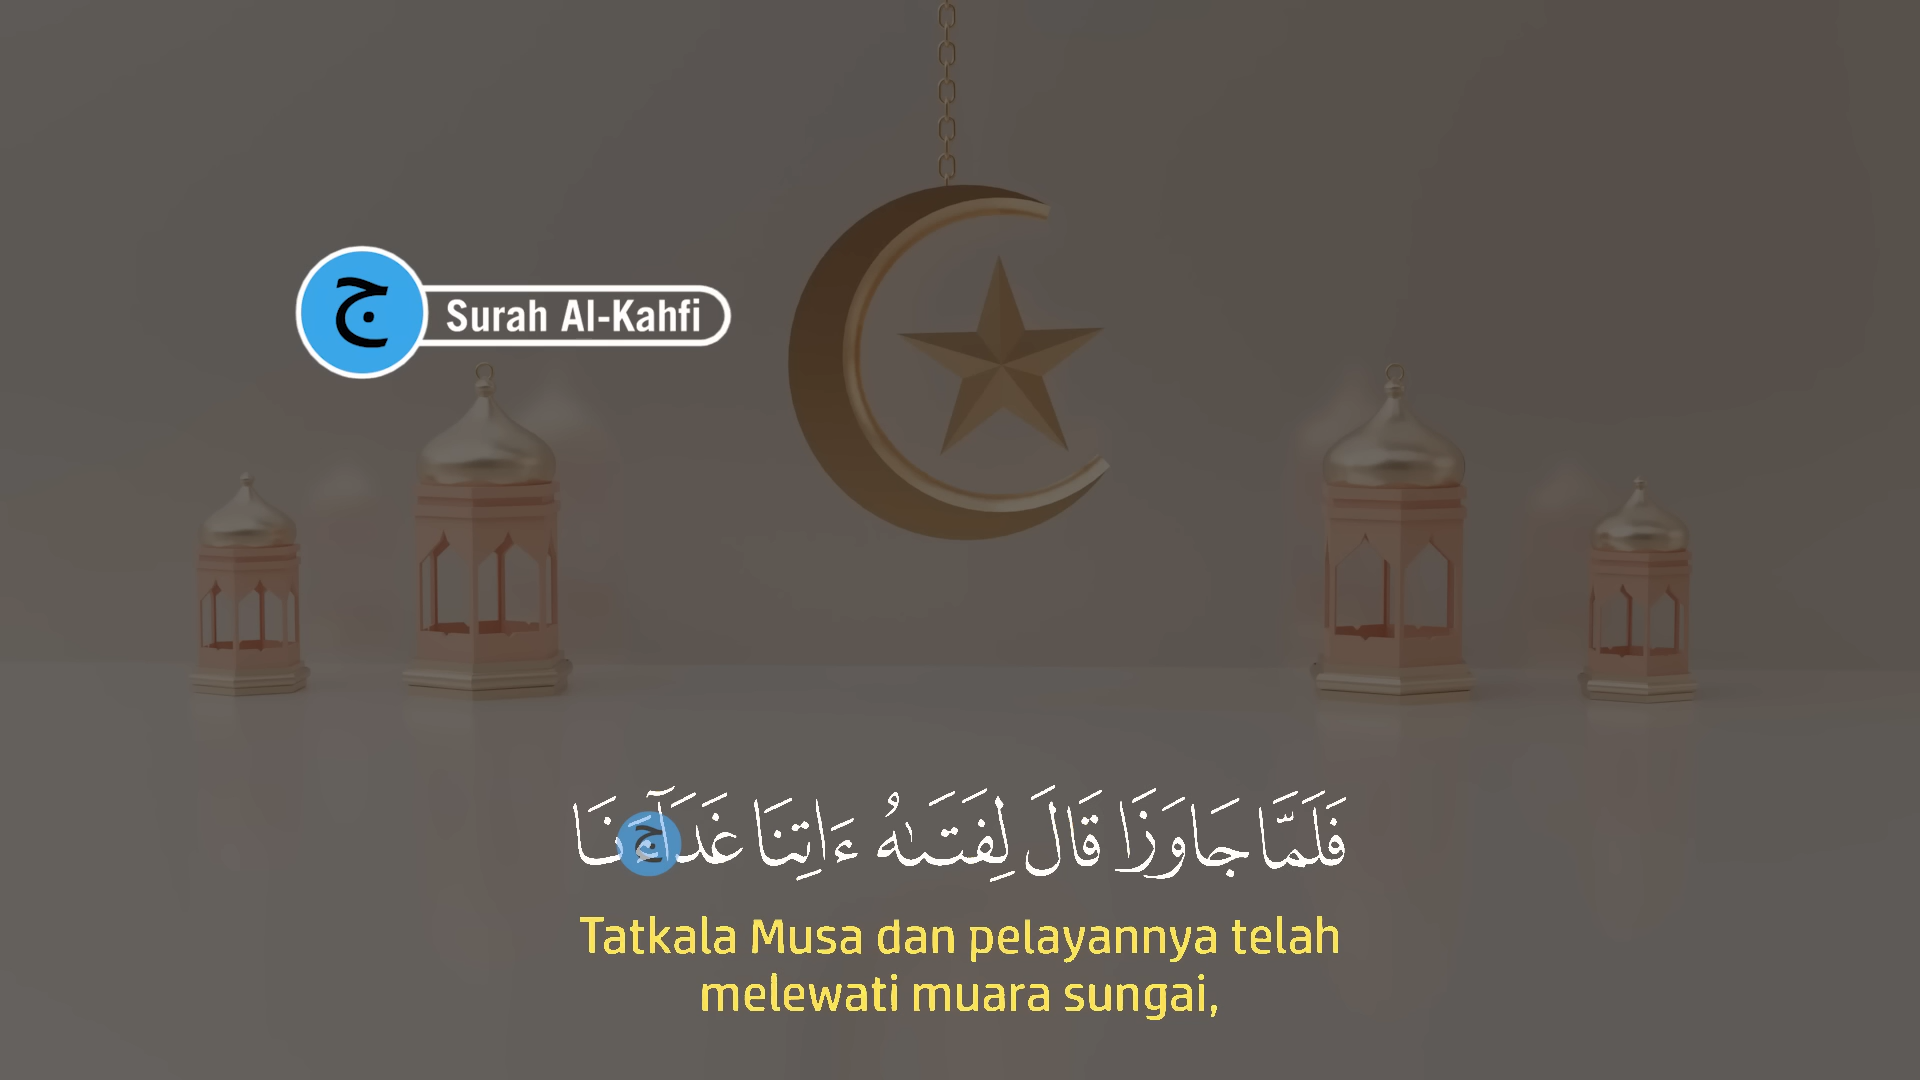 ج
Surah Al-Kahfi
فَلَمَّا جَاوَزَا قَالَ لِفَتَىٰهُ ءَاتِنَا غَدَآءَنَا
ج
Tatkala Musa dan pelayannya telah
melewati muara sungai,